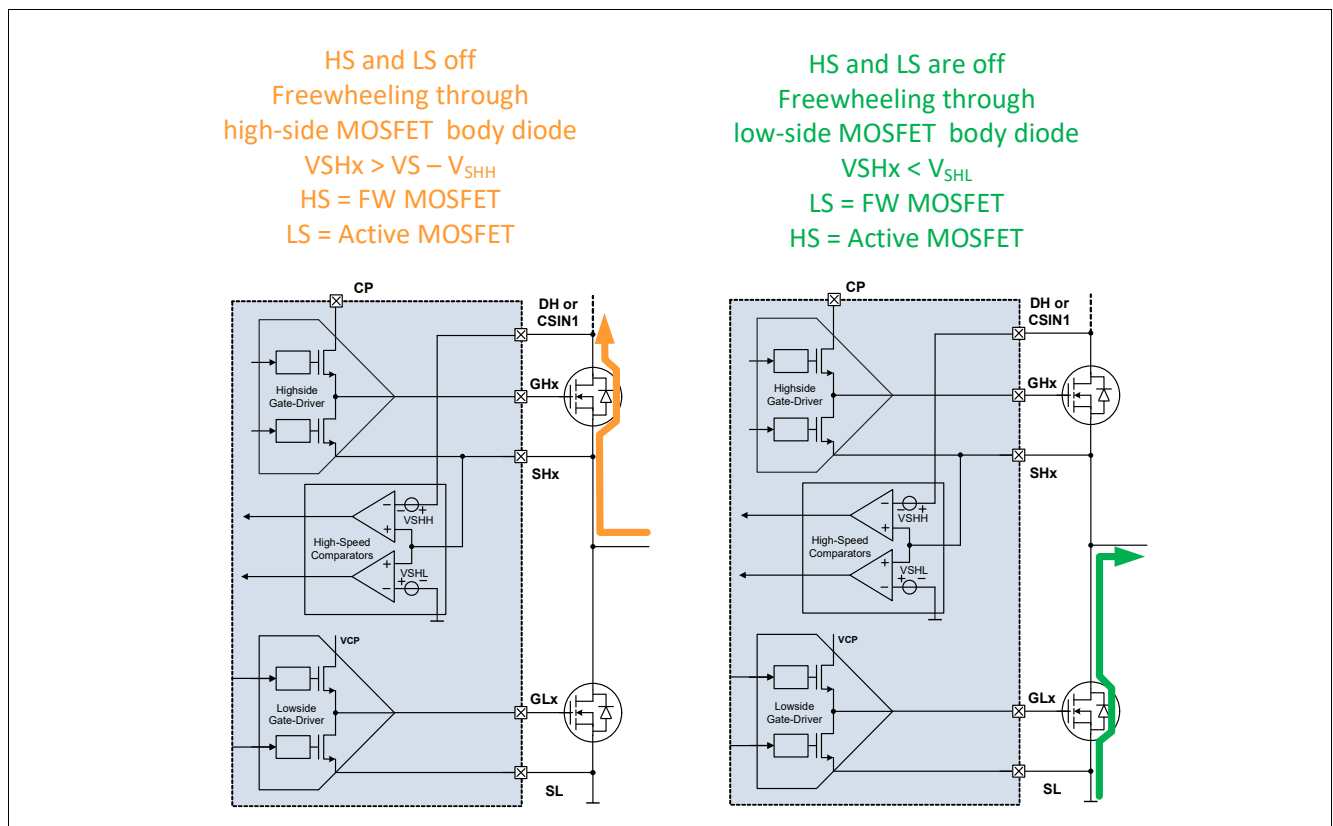 HS and LS off
Freewheeling through
high-side MOSFET body diode
VSHx > VS – VSHH
HS = FW MOSFET
LS = Active MOSFET
CP
DH or
CSIN1
Highside
Gate-Driver
GHx
SHx
VSHH
High-Speed
Comparators
VSHL
VCP
Lowside
Gate-Driver
GLx
SL
HS and LS are off
Freewheeling through
low-side MOSFET body diode
VSHx < VSHL
LS = FW MOSFET
HS = Active MOSFET
CP
DH or
CSIN1
Highside
Gate-Driver
GHx
SHx
VSHH
High-Speed
Comparators
VSHL
VCP
Lowside
Gate-Driver
GLx
SL